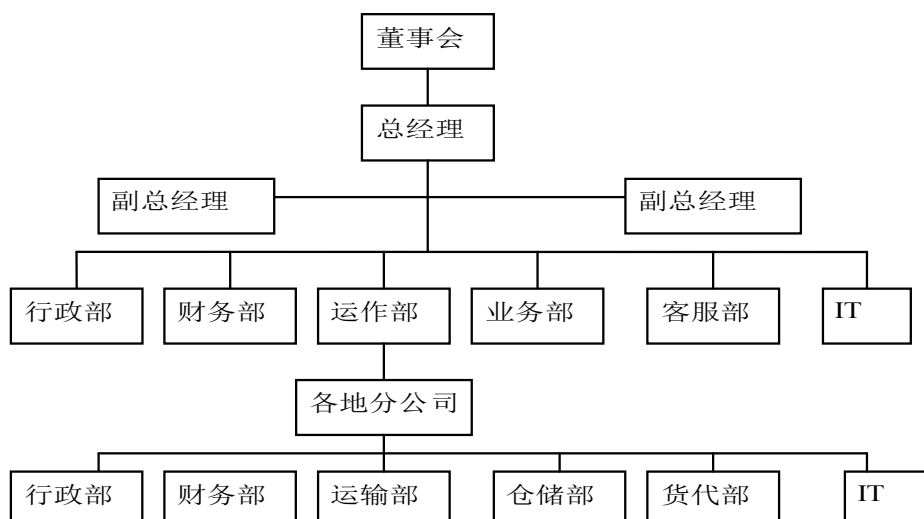 董事会
总经理
副总经理 副总经理
行政部 财务部 运作部 业务部 客服部 IT
各地分公司
行政部 财务部 运输部 仓储部 货代部 IT